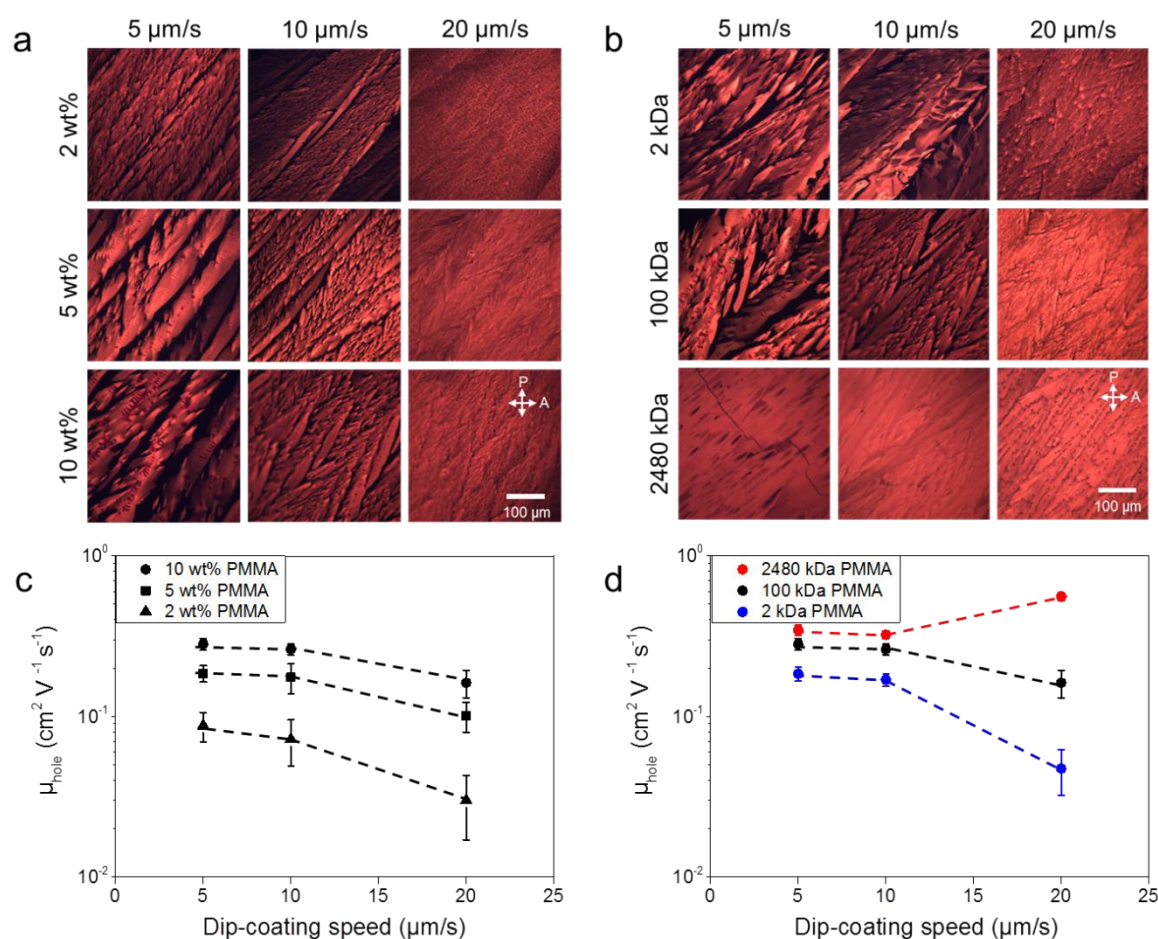 a
5 µm/s 10 µm/s 20 µm/s
2 wt%
5 wt%
10 wt%
P
A
100 µm
b
5 µm/s 10 µm/s 20 µm/s
2 kDa
100 kDa
2480 kDa
P
A
100 µm
c
10 wt% PMMA
5 wt% PMMA
2 wt% PMMA
10⁰
10⁻¹
10⁻²
µhole (cm² V⁻¹ s⁻¹)
0 5 10 15 20 25
Dip-coating speed (µm/s)
d
2480 kDa PMMA
100 kDa PMMA
2 kDa PMMA
10⁰
10⁻¹
10⁻²
µhole (cm² V⁻¹ s⁻¹)
0 5 10 15 20 25
Dip-coating speed (µm/s)